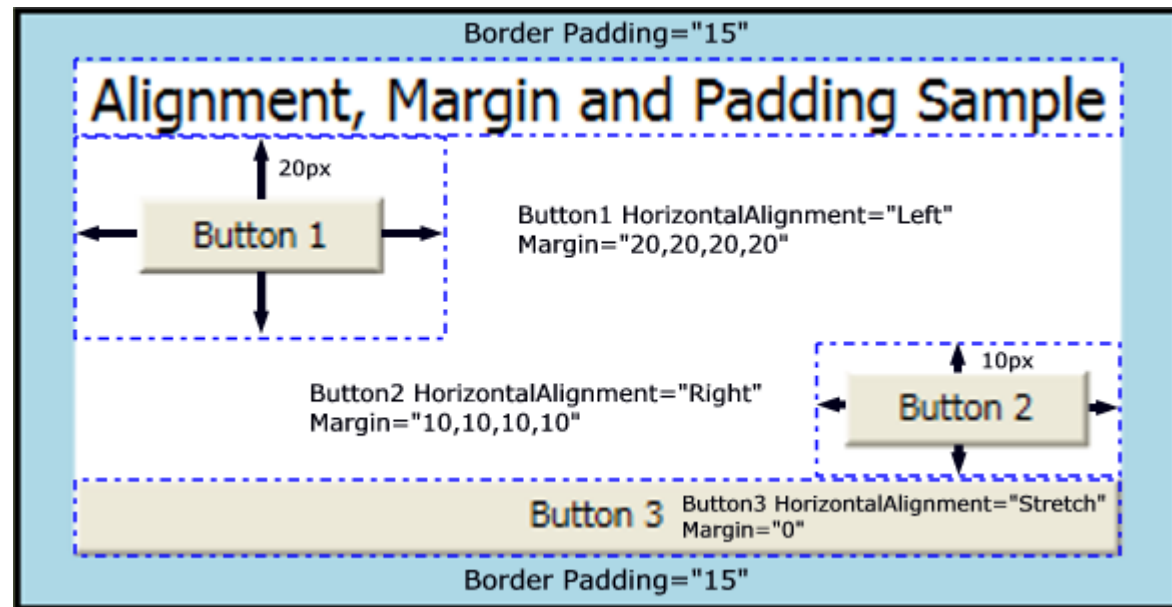 Border Padding="15"
Alignment, Margin and Padding Sample
20px
Button 1
Button1 HorizontalAlignment="Left"
Margin="20,20,20,20"
10px
Button2 HorizontalAlignment="Right"
Margin="10,10,10,10"
Button 2
Button 3
Button3 HorizontalAlignment="Stretch"
Margin="0"
Border Padding="15"